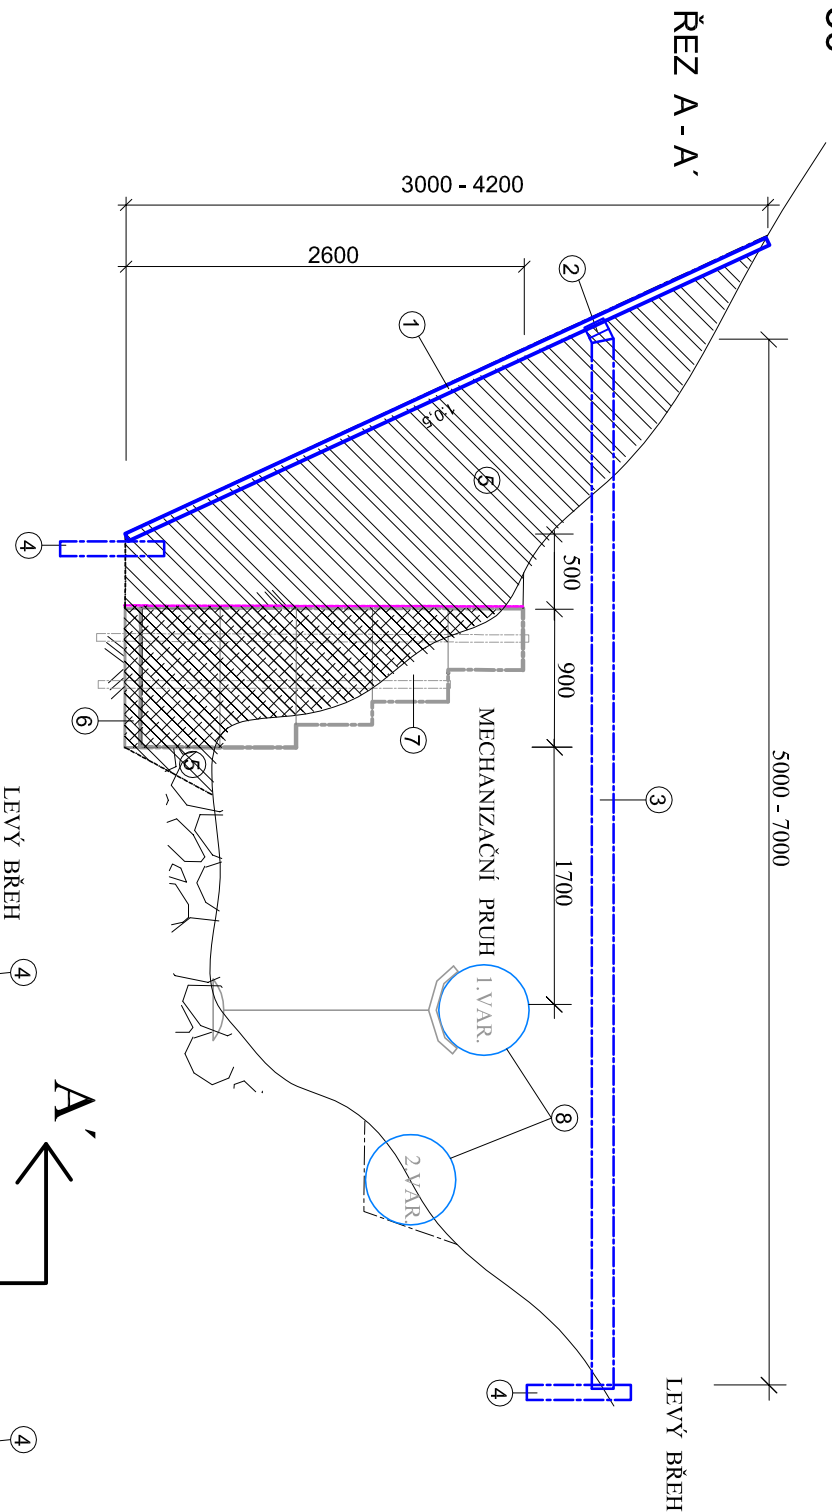 ŘEZ A - A´
3000 - 4200
2600
2
1
1:0,5
5
5000 - 7000
500
900
1700
3
4
6
5
7
MECHANIZAČNÍ PRUH
1.VAR.
8
2.VAR.
4
LEVÝ BŘEH
LEVÝ BŘEH
4
A´
4